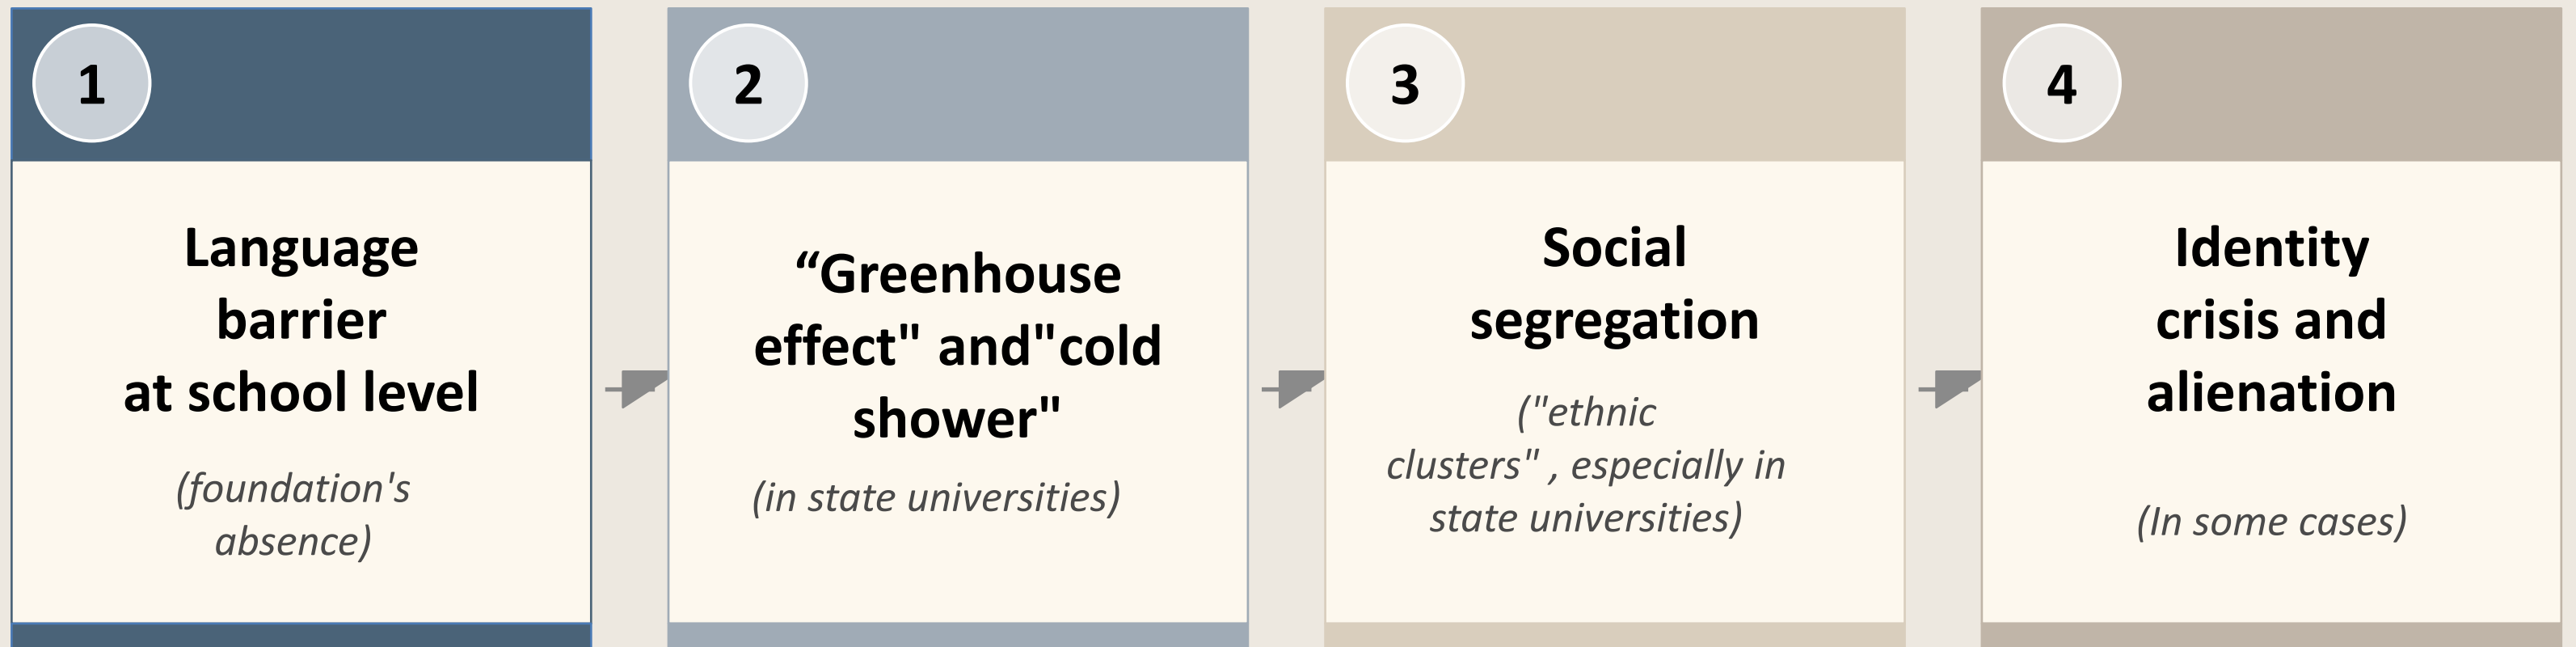 1
Language
barrier
at school level
(foundation's
absence)
2
“Greenhouse
effect" and"cold
shower"
(in state universities)
3
Social
segregation
("ethnic
clusters" , especially in
state universities)
4
Identity
crisis and
alienation
(In some cases)